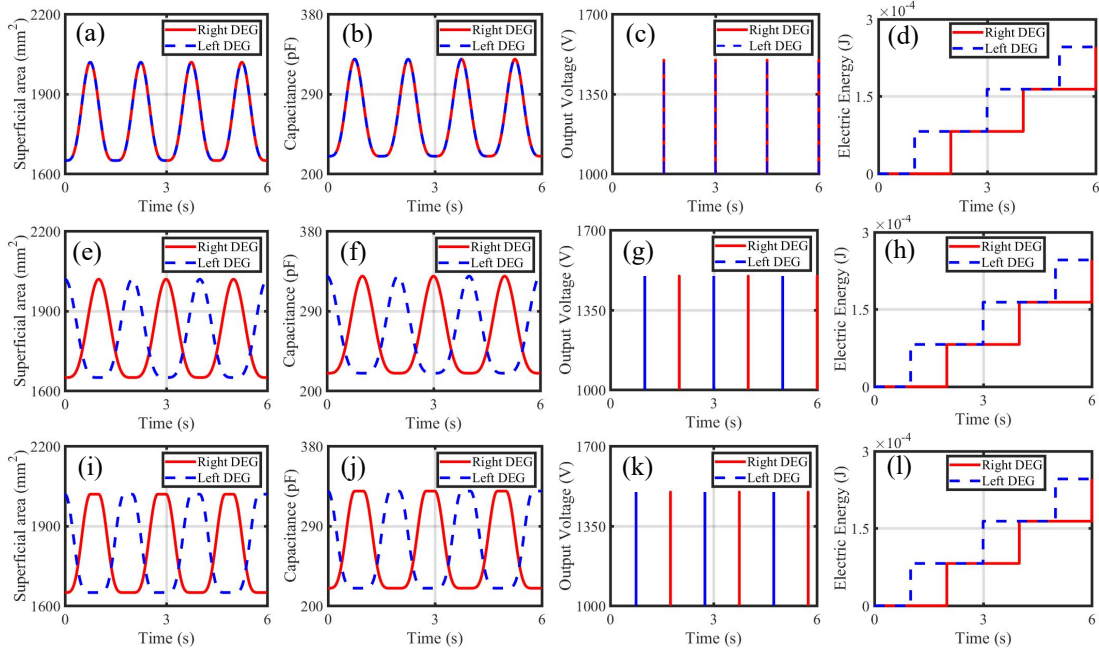 (a)
Right DEG
Left DEG
2200
1900
1600
Superficial area (mm²)
0 3 6
Time (s)
(b)
Right DEG
Left DEG
380
290
200
Capacitance (pF)
0 3 6
Time (s)
(c)
Right DEG
Left DEG
1700
1350
1000
Output Voltage (V)
0 3 6
Time (s)
×10⁻⁴
(d)
Right DEG
Left DEG
3
1.5
0
Electric Energy (J)
0 3 6
Time (s)
(e)
Right DEG
Left DEG
2200
1900
1600
Superficial area (mm²)
0 3 6
Time (s)
(f)
Right DEG
Left DEG
380
290
200
Capacitance (pF)
0 3 6
Time (s)
(g)
Right DEG
Left DEG
1700
1350
1000
Output Voltage (V)
0 3 6
Time (s)
×10⁻⁴
(h)
Right DEG
Left DEG
3
1.5
0
Electric Energy (J)
0 3 6
Time (s)
(i)
Right DEG
Left DEG
2200
1900
1600
Superficial area (mm²)
0 3 6
Time (s)
(j)
Right DEG
Left DEG
380
290
200
Capacitance (pF)
0 3 6
Time (s)
(k)
Right DEG
Left DEG
1700
1350
1000
Output Voltage (V)
0 3 6
Time (s)
×10⁻⁴
(l)
Right DEG
Left DEG
3
1.5
0
Electric Energy (J)
0 3 6
Time (s)